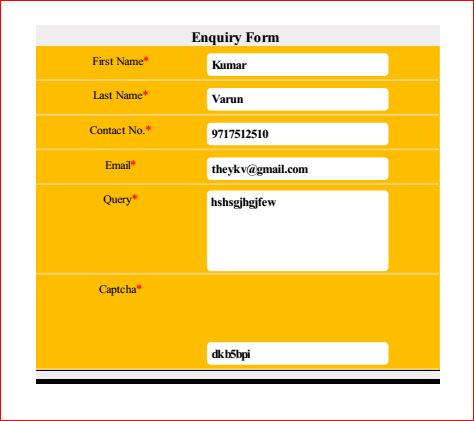 Enquiry Form
First Name* Kumar
Last Name* Varun
Contact No.* 9717512510
Email* theykv@gmail.com
Query* hshsgjhgjfew
Captcha*
dkb5bpi